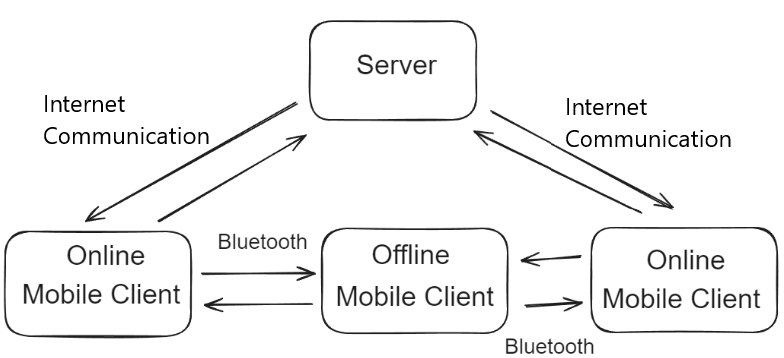 Server
Internet
Communication
Internet
Communication
Bluetooth
Online
Mobile Client
Offline
Mobile Client
Online
Mobile Client
Bluetooth